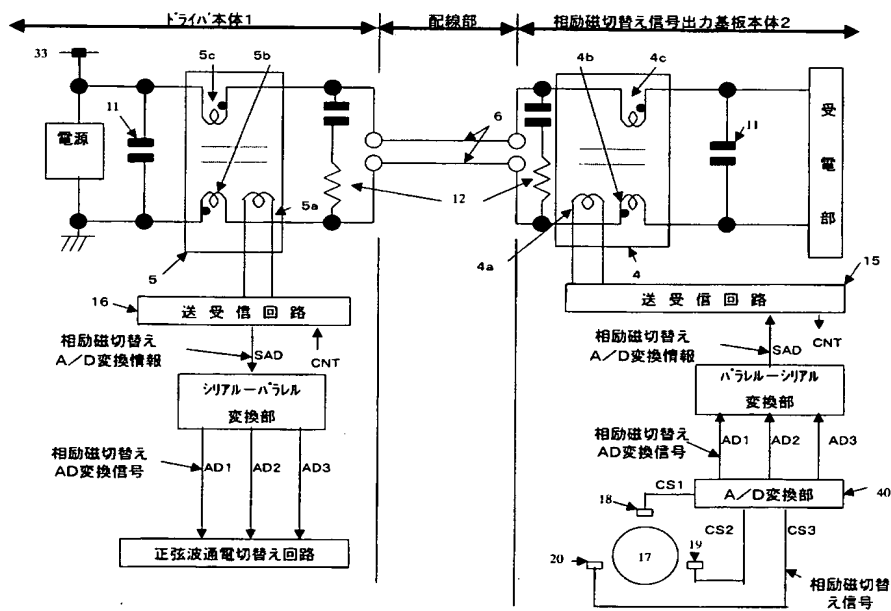 ドライバ本体1
配線部
相励磁切替え信号出力基板本体2
33
11
5c
5b
5a
電源
5
6
12
4b
4c
4a
4
11
受電部
16
送受信回路
15
送受信回路
相励磁切替え
A/D変換情報
SAD
CNT
相励磁切替え
A/D変換情報
SAD
CNT
シリアルーパラレル
変換部
パラレルーシリアル
変換部
相励磁切替え
AD変換信号
AD1
AD2
AD3
相励磁切替え
AD変換信号
AD1
AD2
AD3
正弦波通電切替え回路
A/D変換部
40
CS1
CS2
CS3
18
17
19
20
相励磁切替
え信号